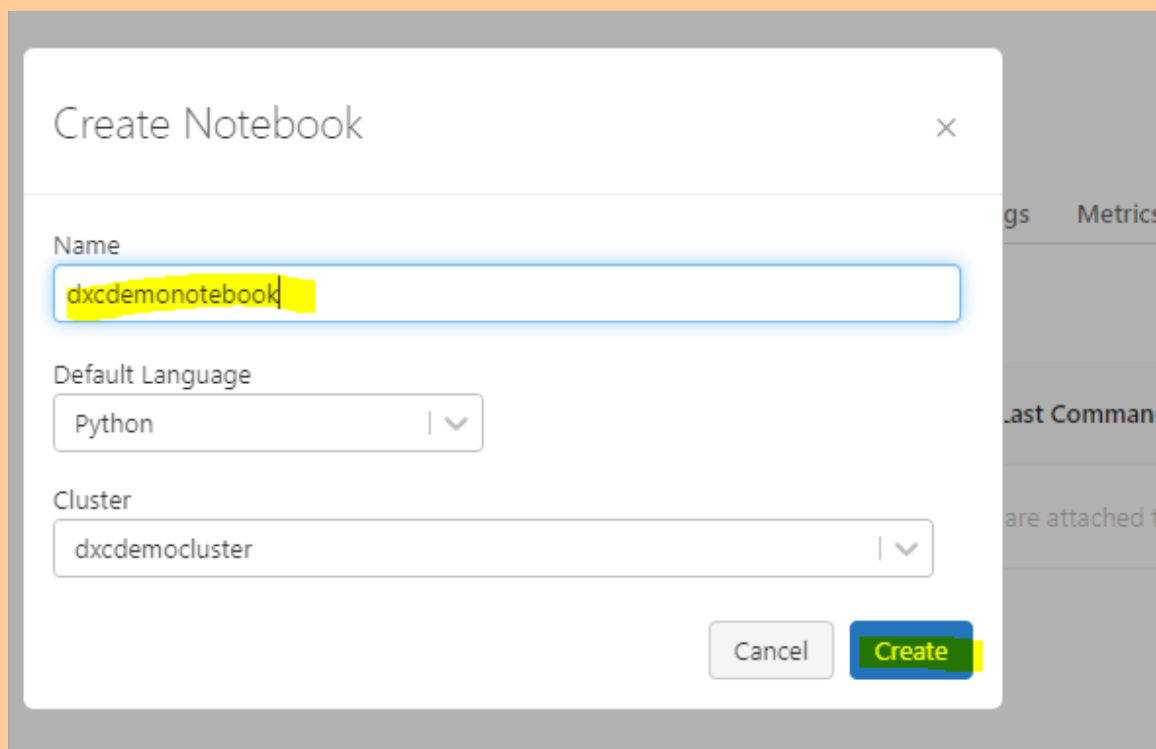 Create Notebook
gs Metrics
Name
dxcdemonotebook
Default Language
Python
Last Comman
Cluster
are attached t
dxcdemocluster
Cancel Create